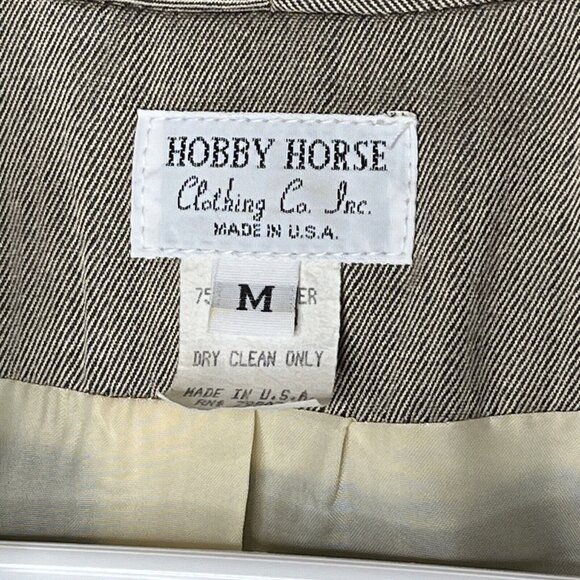 HOBBY HORSE
Clothing Co. Inc.
MADE IN U.S.A.
M
DRY CLEAN ONLY
MADE IN U.S.A